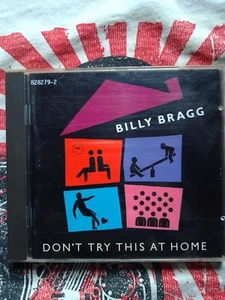 828279-2
BILLY BRAGG
DON'T TRY THIS AT HOME